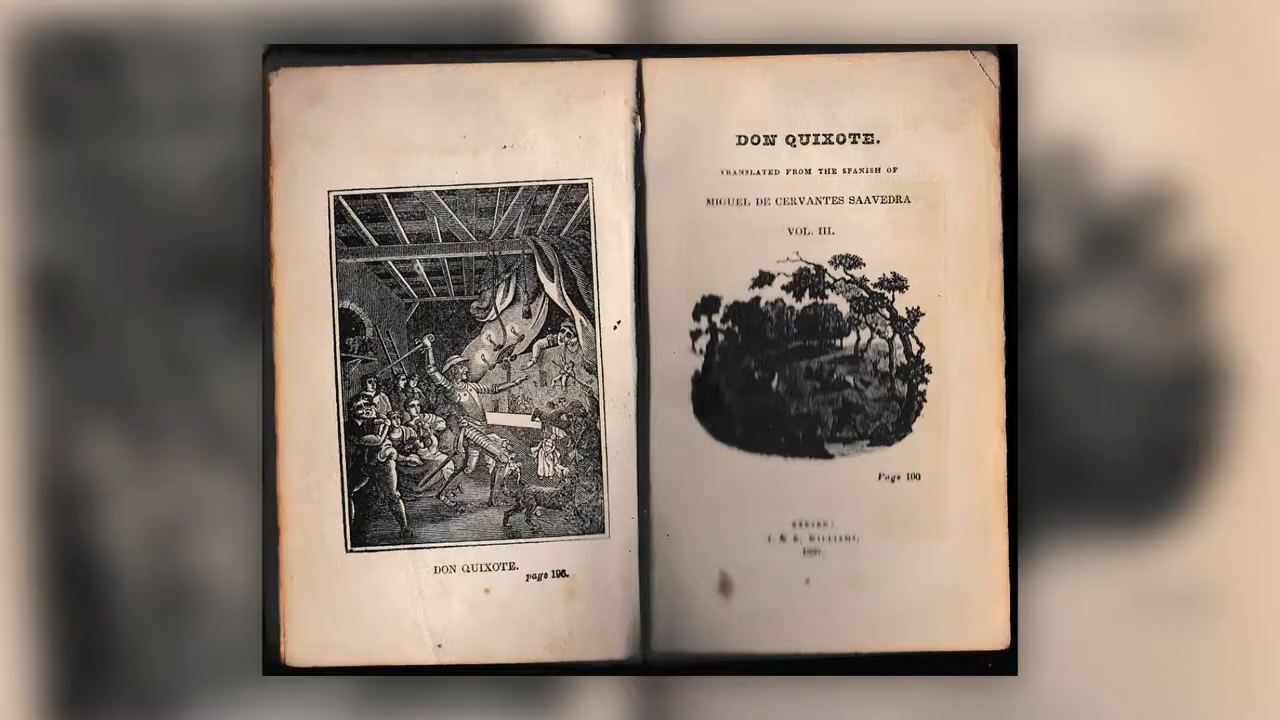 DON QUIXOTE.
page 196.
DON QUIXOTE.
TRANSLATED FROM THE SPANISH OF
MIGUEL DE CERVANTES SAAVEDRA
VOL. III.
Page 100